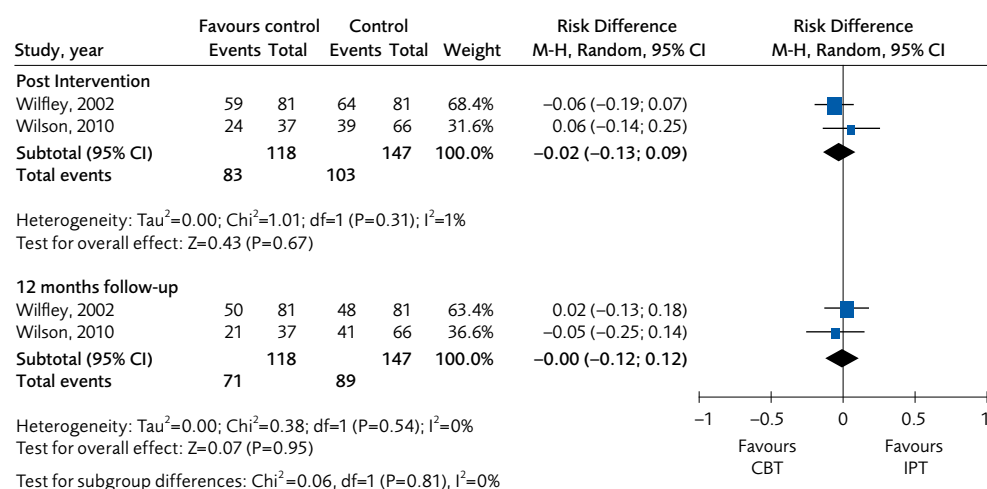 Favours control Control Risk Difference Risk Difference
Study, year Events Total Events Total Weight M-H, Random, 95% CI M-H, Random, 95% CI
Post Intervention
Wilfley, 2002 59 81 64 81 68.4% −0.06 (−0.19; 0.07)
Wilson, 2010 24 37 39 66 31.6% 0.06 (−0.14; 0.25)
Subtotal (95% CI) 118 147 100.0% −0.02 (−0.13; 0.09)
Total events 83 103
Heterogeneity: Tau²=0.00; Chi²=1.01; df=1 (P=0.31); I²=1%
Test for overall effect: Z=0.43 (P=0.67)
12 months follow-up
Wilfley, 2002 50 81 48 81 63.4% 0.02 (−0.13; 0.18)
Wilson, 2010 21 37 41 66 36.6% −0.05 (−0.25; 0.14)
Subtotal (95% CI) 118 147 100.0% −0.00 (−0.12; 0.12)
Total events 71 89
Heterogeneity: Tau²=0.00; Chi²=0.38; df=1 (P=0.54); I²=0%
Test for overall effect: Z=0.07 (P=0.95)
Test for subgroup differences: Chi²=0.06, df=1 (P=0.81), I²=0%
−1 −0.5 0 0.5 1
Favours Favours
CBT IPT